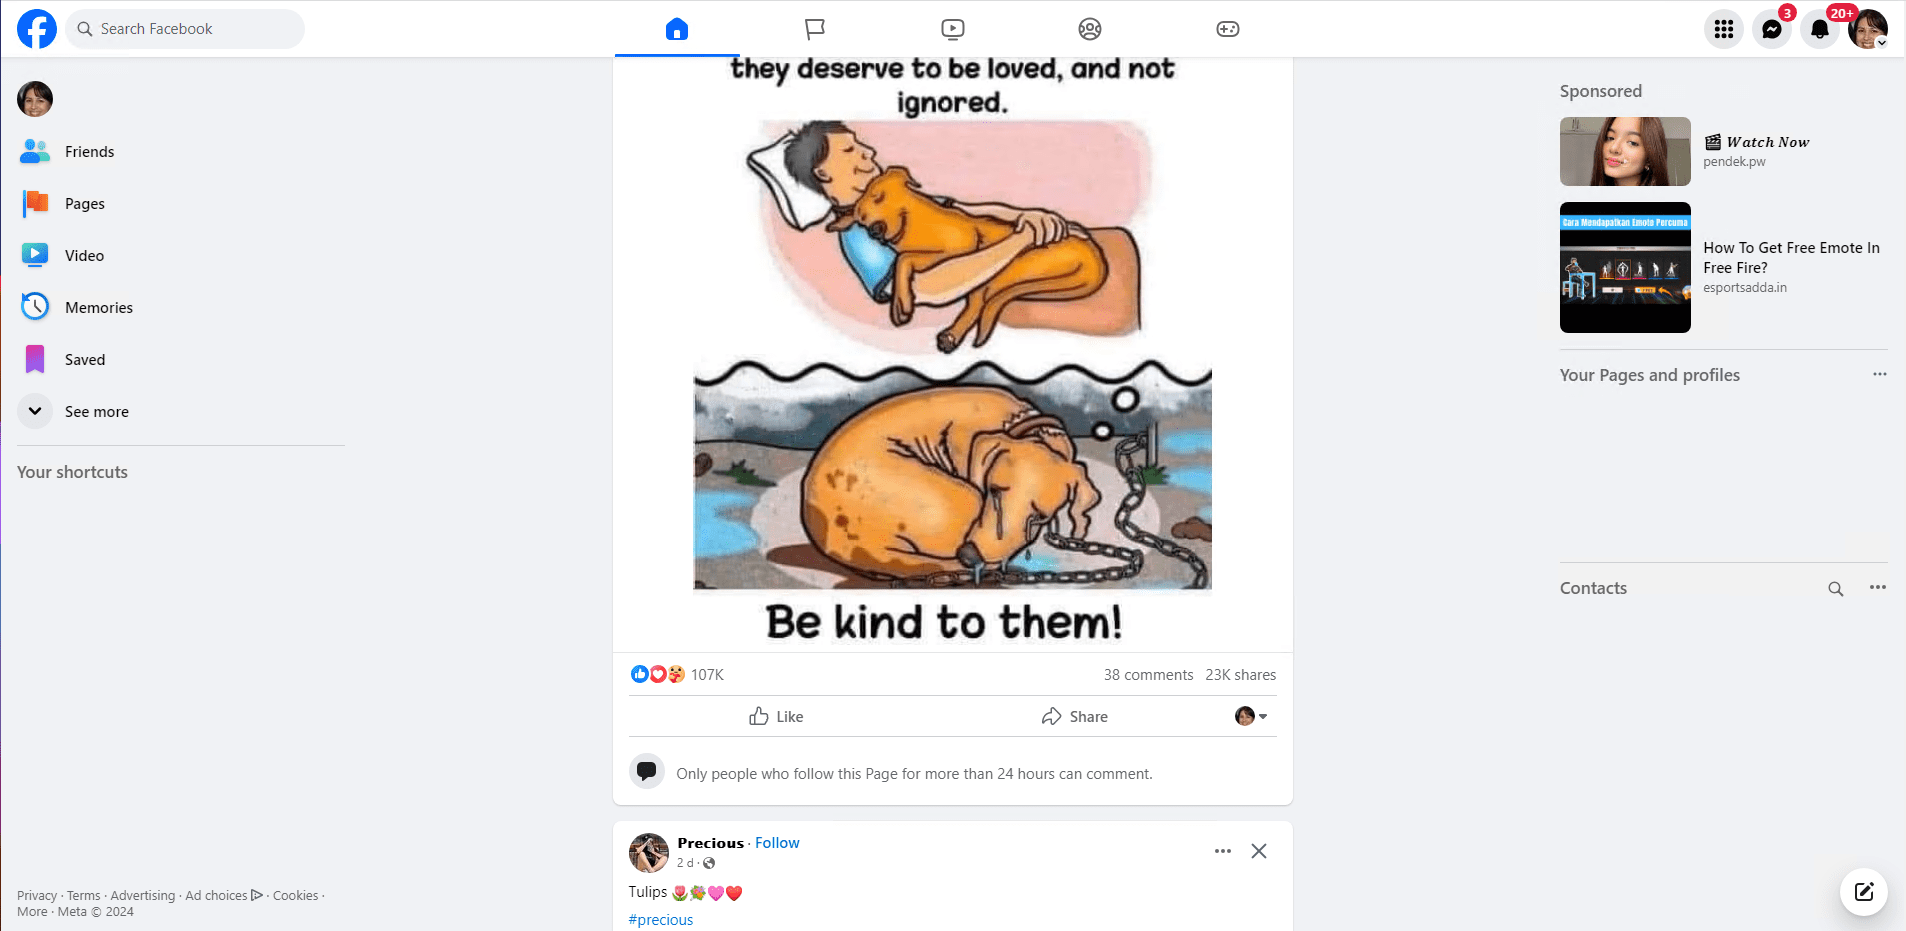 Search Facebook
3
20+
Friends
Pages
Video
Memories
Saved
See more
Your shortcuts
Privacy · Terms · Advertising · Ad choices · Cookies ·
More · Meta © 2024
they deserve to be loved, and not
ignored.
Be kind to them!
107K
38 comments 23K shares
Like
Share
Only people who follow this Page for more than 24 hours can comment.
Precious · Follow
2 d ·
Tulips 🌷💐🩷❤️
#precious
Sponsored
🎬 Watch Now
pendek.pw
Cara Mendapatkan Emote Percuma
How To Get Free Emote In
Free Fire?
esportsadda.in
Your Pages and profiles
Contacts